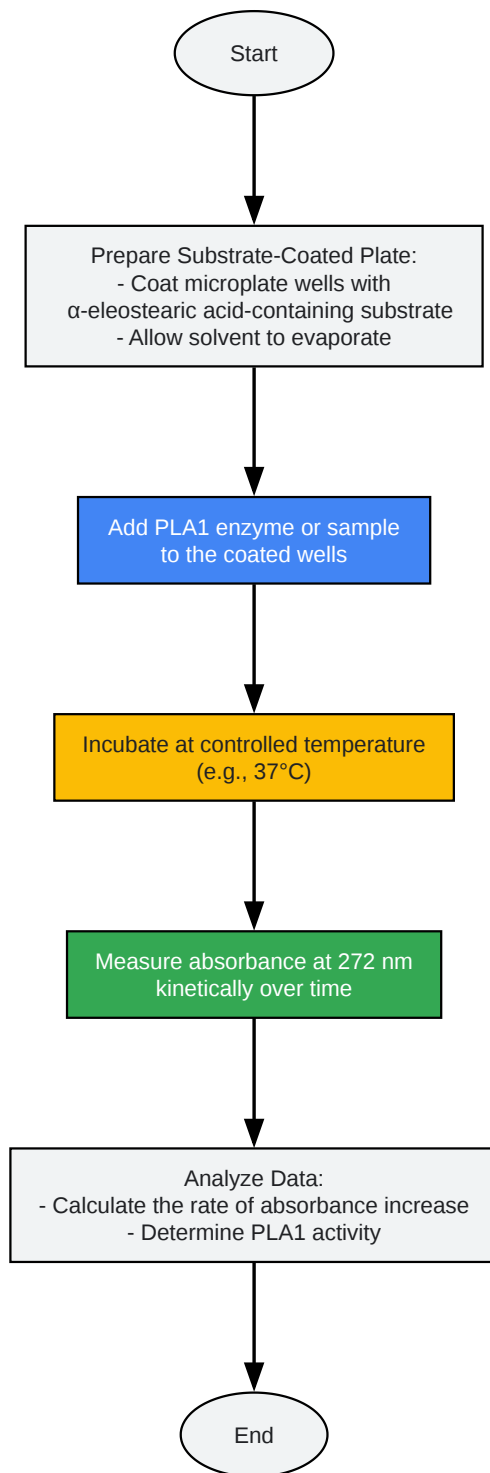 Start
Prepare Substrate-Coated Plate:
- Coat microplate wells with
α-eleostearic acid-containing substrate
- Allow solvent to evaporate
Add PLA1 enzyme or sample
to the coated wells
Incubate at controlled temperature
(e.g., 37°C)
Measure absorbance at 272 nm
kinetically over time
Analyze Data:
- Calculate the rate of absorbance increase
- Determine PLA1 activity
End